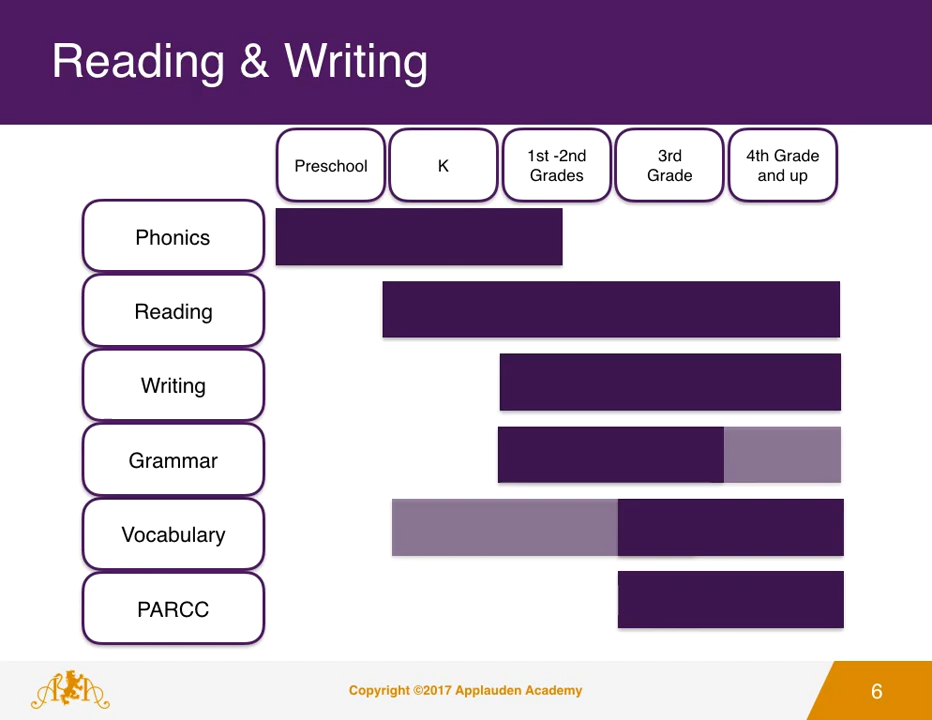 Reading & Writing
Preschool
K
1st -2nd
Grades
3rd
Grade
4th Grade
and up
Phonics
Reading
Writing
Grammar
Vocabulary
PARCC
Copyright ©2017 Applauden Academy
6